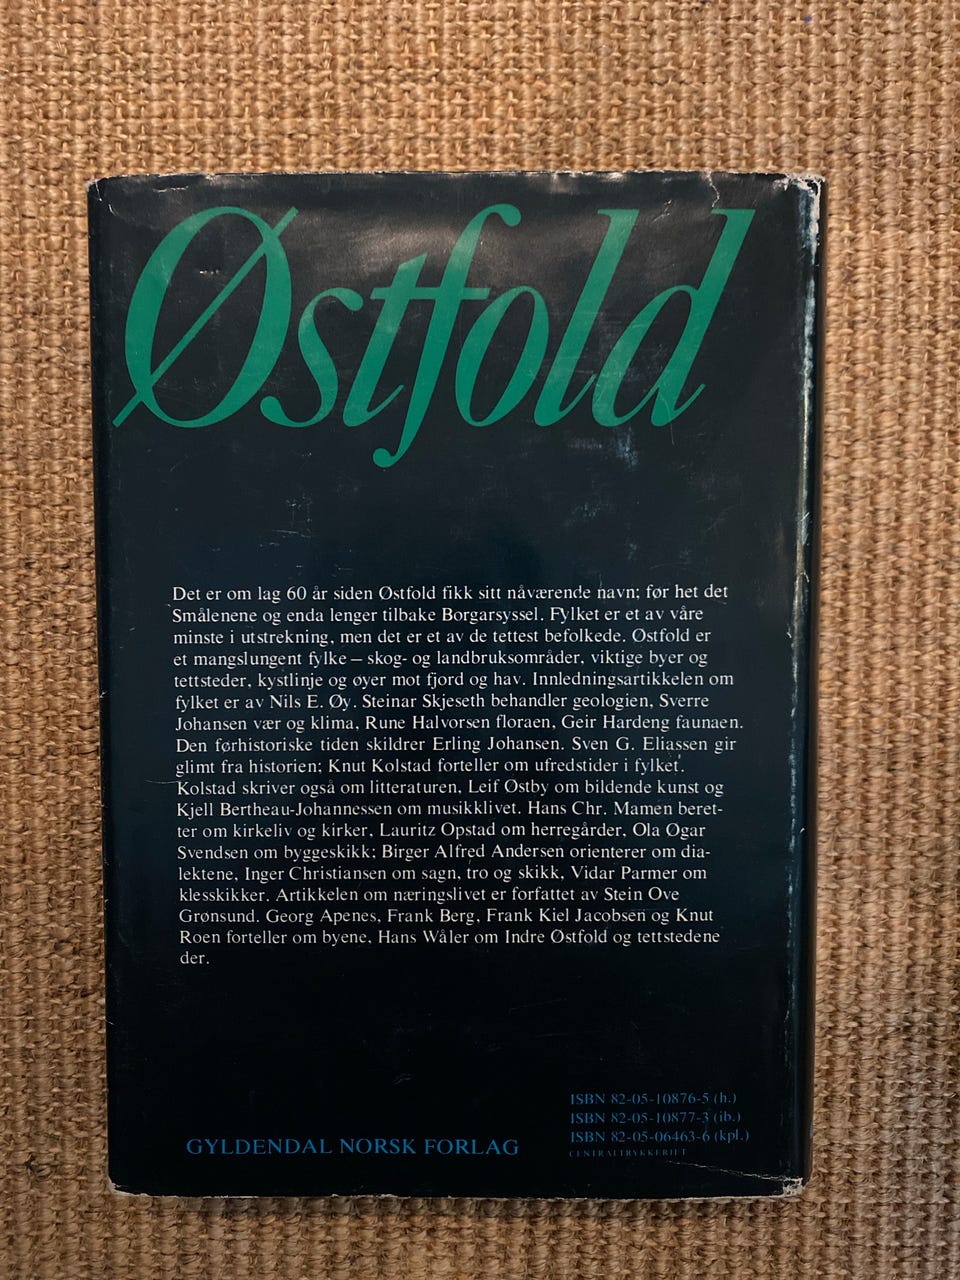 Østfold
Det er om lag 60 år siden Østfold fikk sitt nåværende navn; før het det
Smålenene og enda lenger tilbake Borgarsyssel. Fylket er et av våre
minste i utstrekning, men det er et av de tettest befolkede. Østfold er
et mangslungent fylke – skog- og landbruksområder, viktige byer og
tettsteder, kystlinje og øyer mot fjord og hav. Innledningsartikkelen om
fylket er av Nils E. Øy. Steinar Skjeseth behandler geologien, Sverre
Johansen vær og klima, Rune Halvorsen floraen, Geir Hardeng faunaen.
Den førhistoriske tiden skildrer Erling Johansen. Sven G. Eliassen gir
glimt fra historien; Knut Kolstad forteller om ufredstider i fylket.
Kolstad skriver også om litteraturen, Leif Østby om bildende kunst og
Kjell Bertheau-Johannessen om musikklivet. Hans Chr. Mamen beret-
ter om kirkeliv og kirker, Lauritz Opstad om herregårder, Ola Øgar
Svendsen om byggeskikk; Birger Alfred Andersen orienterer om dia-
lektene, Inger Christiansen om sagn, tro og skikk, Vidar Parmer om
klesskikker. Artikkelen om næringslivet er forfattet av Stein Ove
Grønsund. Georg Apenes, Frank Berg, Frank Kiel Jacobsen og Knut
Roen forteller om byene, Hans Wåler om Indre Østfold og tettstedene
der.
ISBN 82-05-10876-5 (h.)
ISBN 82-05-10877-3 (ib.)
ISBN 82-05-06463-6 (kpl.)
CENTRALTRYKKERIET
GYLDENDAL NORSK FORLAG